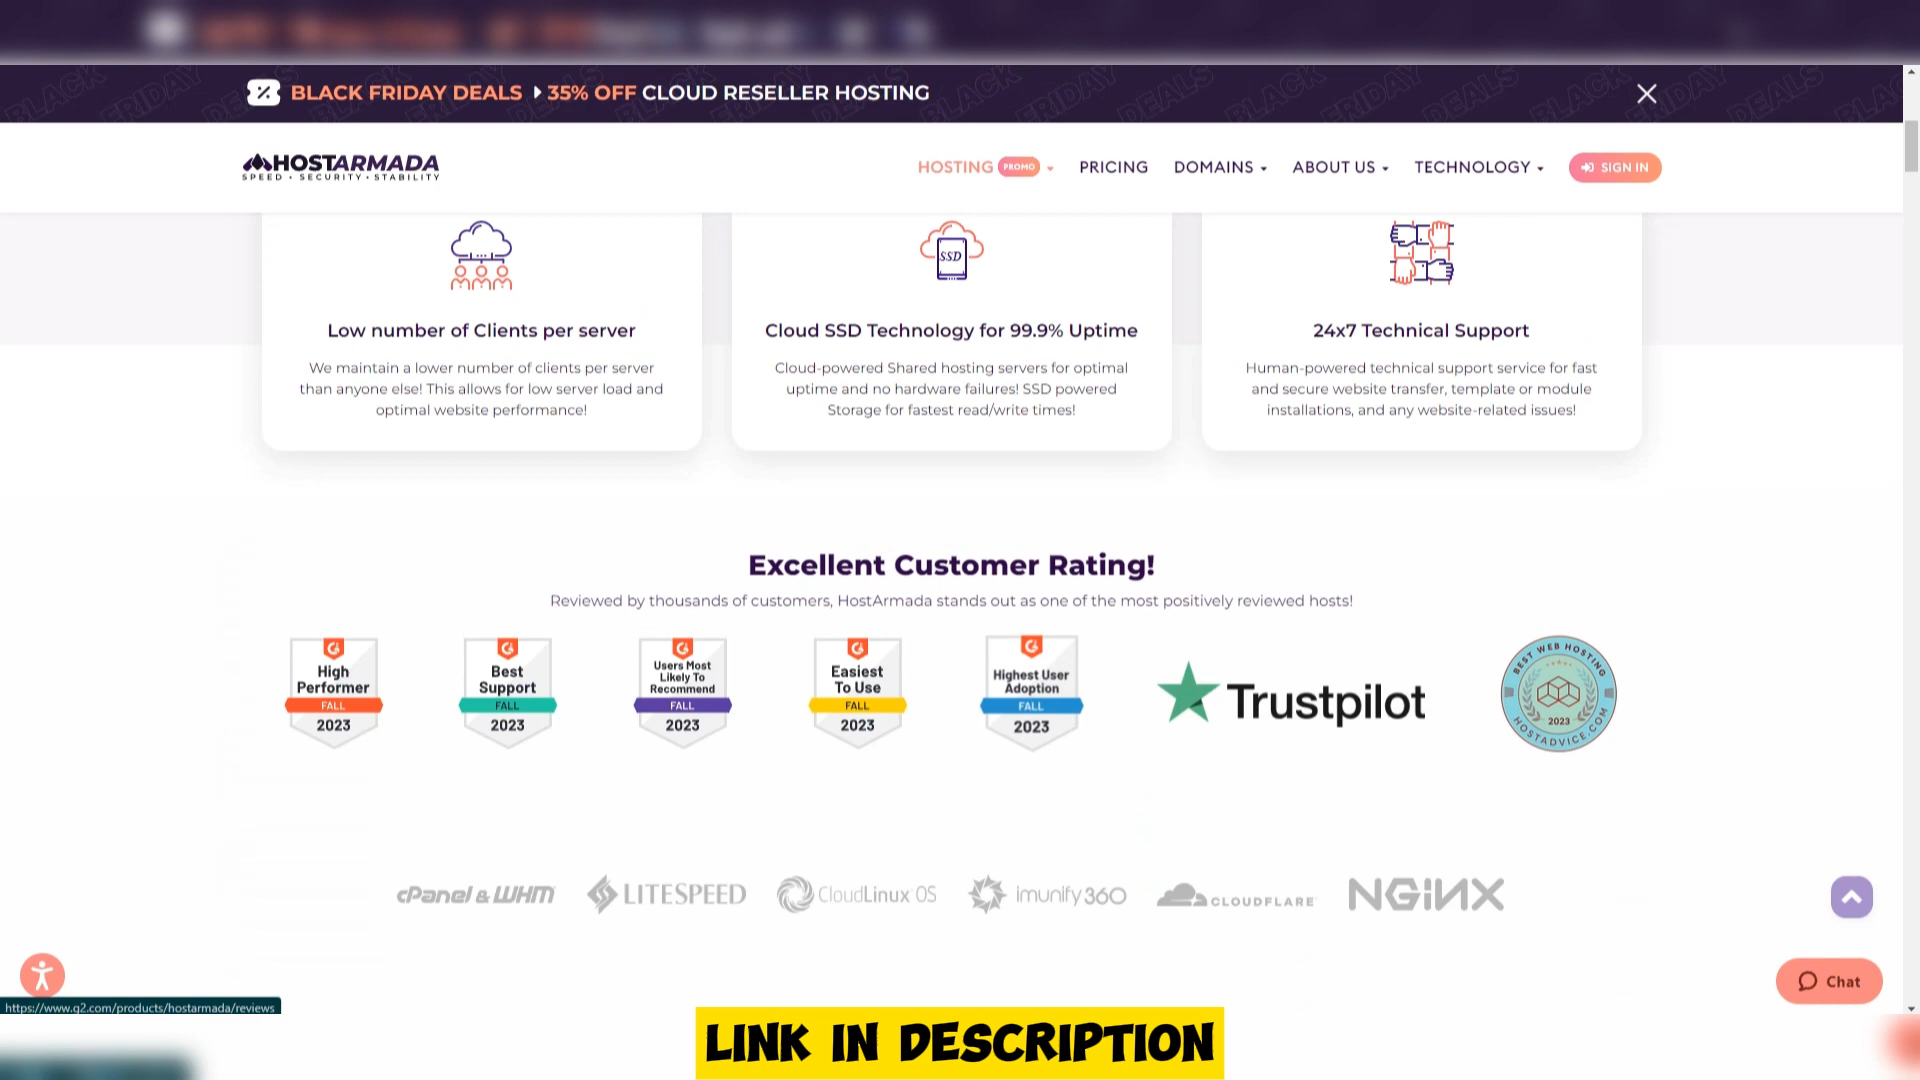 BLACK FRIDAY DEALS 35% OFF CLOUD RESELLER HOSTING
HOSTARMADA
SPEED • SECURITY • STABILITY
HOSTING PROMO PRICING DOMAINS ABOUT US TECHNOLOGY SIGN IN
SSD
Low number of Clients per server
We maintain a lower number of clients per server
than anyone else! This allows for low server load and
optimal website performance!
Cloud SSD Technology for 99.9% Uptime
Cloud-powered Shared hosting servers for optimal
uptime and no hardware failures! SSD powered
Storage for fastest read/write times!
24x7 Technical Support
Human-powered technical support service for fast
and secure website transfer, template or module
installations, and any website-related issues!
Excellent Customer Rating!
Reviewed by thousands of customers, HostArmada stands out as one of the most positively reviewed hosts!
High
Performer
FALL
2023
Best
Support
FALL
2023
Users Most
Likely To
Recommend
FALL
2023
Easiest
To Use
FALL
2023
Highest User
Adoption
FALL
2023
Trustpilot
BEST WEB HOSTING
2023
HOSTADVICE.COM
cPanel & WHM LITESPEED CloudLinux OS imunify360 CLOUDFLARE NGINX
Chat
https://www.g2.com/products/hostarmada/reviews
LINK IN DESCRIPTION